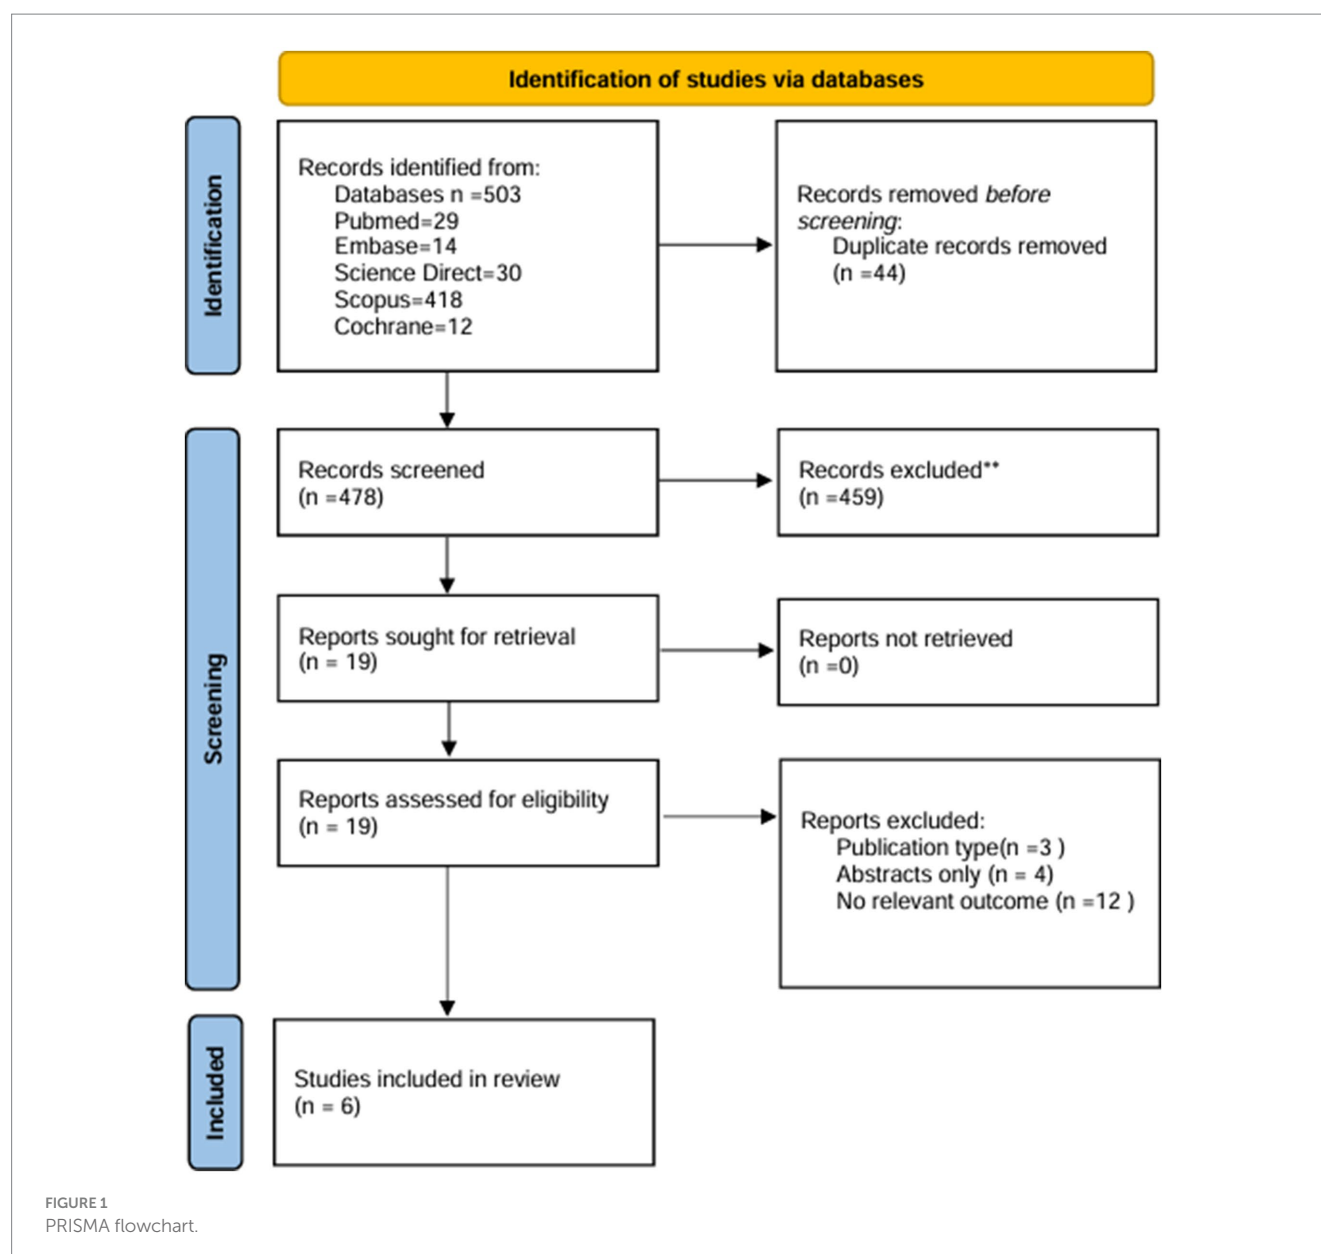 Identification of studies via databases
Identification
Records identified from:
Databases n =503
Pubmed=29
Embase=14
Science Direct=30
Scopus=418
Cochrane=12
Records removed before
screening:
Duplicate records removed
(n =44)
Screening
Records screened
(n =478)
Records excluded**
(n =459)
Reports sought for retrieval
(n = 19)
Reports not retrieved
(n =0)
Reports assessed for eligibility
(n = 19)
Reports excluded:
Publication type(n =3 )
Abstracts only (n = 4)
No relevant outcome (n =12 )
Included
Studies included in review
(n = 6)
FIGURE 1
PRISMA flowchart.